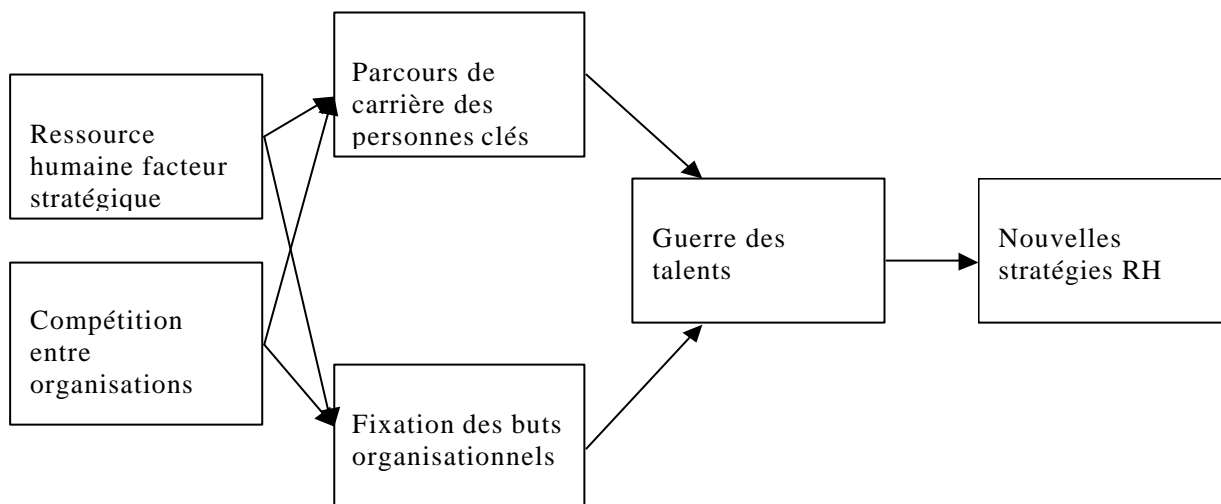 Ressource
humaine facteur
stratégique
Compétition
entre
organisations
Parcours de
carrière des
personnes clés
Fixation des buts
organisationnels
Guerre des
talents
Nouvelles
stratégies RH